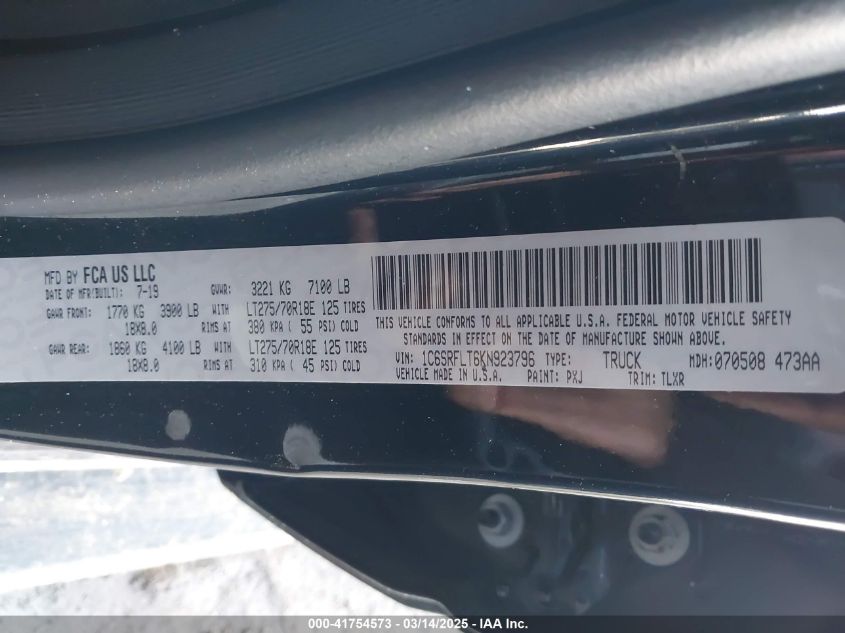 MFD BY FCA US LLC
DATE OF MFR(BUILT): 7-19 GVWR: 3221 KG 7100 LB
GAWR FRONT: 1770 KG 3900 LB WITH LT275/70R18E 125 TIRES
18X8.0 RIMS AT 380 KPA ( 55 PSI) COLD
GAWR REAR: 1860 KG 4100 LB WITH LT275/70R18E 125 TIRES
18X8.0 RIMS AT 310 KPA ( 45 PSI) COLD
THIS VEHICLE CONFORMS TO ALL APPLICABLE U.S.A. FEDERAL MOTOR VEHICLE SAFETY
STANDARDS IN EFFECT ON THE DATE OF MANUFACTURE SHOWN ABOVE.
VIN: 1C6SRFLT6KN923796 TYPE: TRUCK MDH:070508 473AA
VEHICLE MADE IN U.S.A. PAINT: PXJ TRIM: TLXR
000-41754573 - 03/14/2025 - IAA Inc.